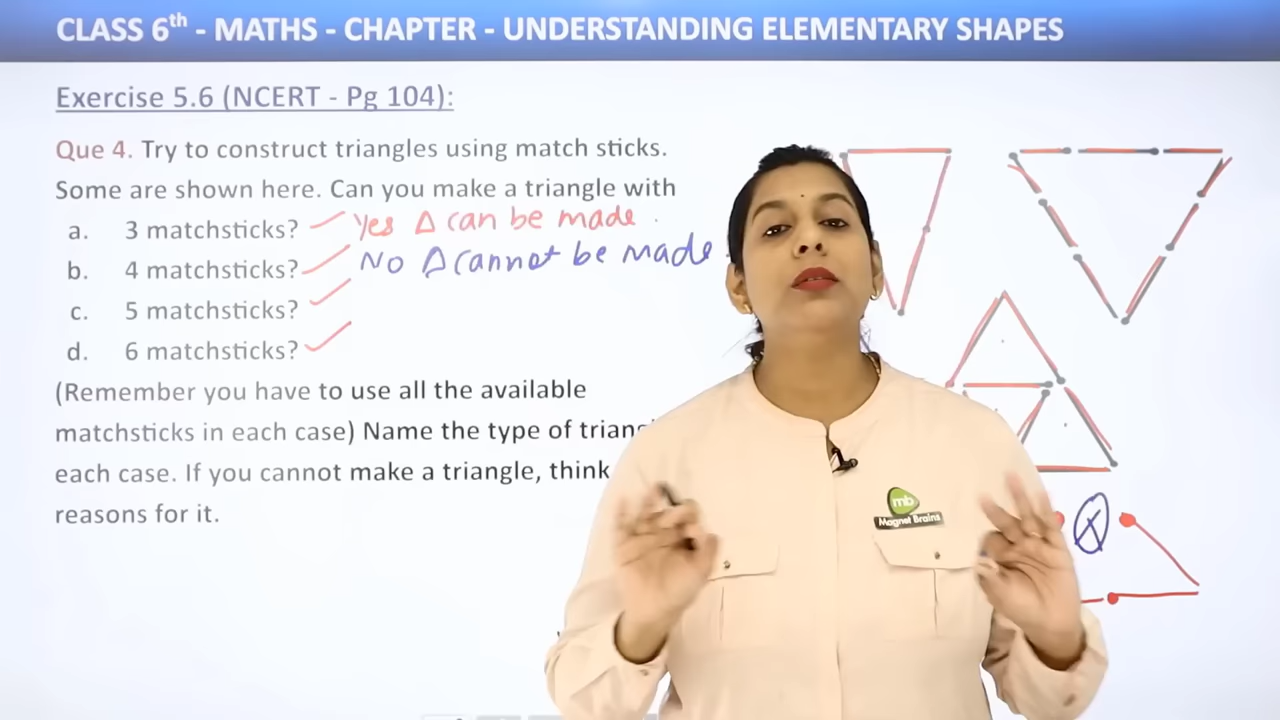 CLASS 6th - MATHS - CHAPTER - UNDERSTANDING ELEMENTARY SHAPES
Exercise 5.6 (NCERT - Pg 104):
Que 4. Try to construct triangles using match sticks.
Some are shown here. Can you make a triangle with
a. 3 matchsticks? Yes Δ can be made.
b. 4 matchsticks? No Δ cannot be made.
c. 5 matchsticks?
d. 6 matchsticks?
(Remember you have to use all the available
matchsticks in each case) Name the type of
each case. If you cannot make a triangle, think
reasons for it.
mb
Magnet Brains